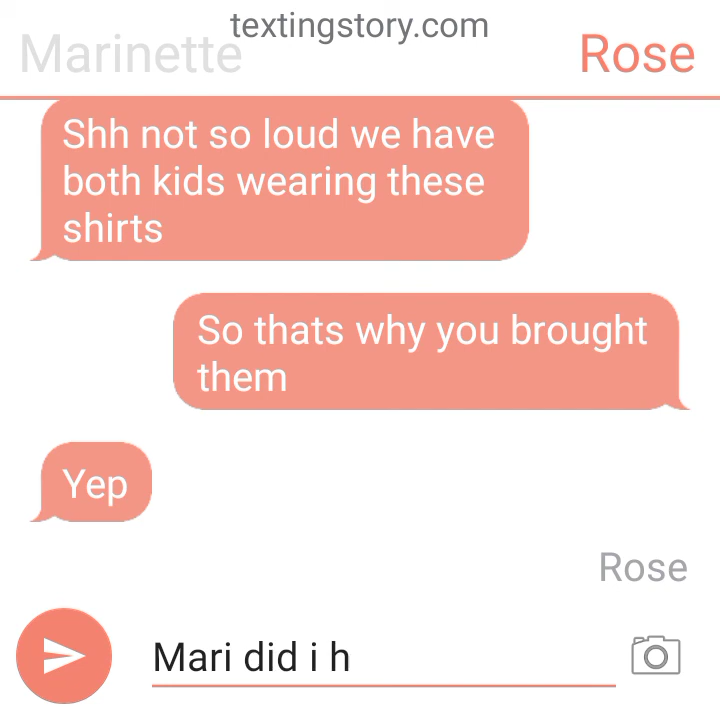 textingstory.com
Marinette
Rose
Shh not so loud we have
both kids wearing these
shirts
So thats why you brought
them
Yep
Rose
Mari did i h